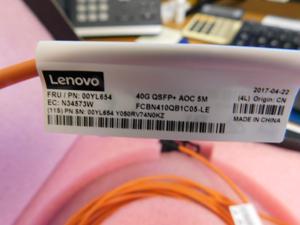 Lenovo
FRU / PN: 00YL654
EC: N34573W
(11S) PN SN: 00YL654 Y050RV74N0KZ
40G QSFP+ AOC 5M
FCBN410QB1C05-LE
2017-04-22
(4L) Origin: CN
MADE IN CHINA